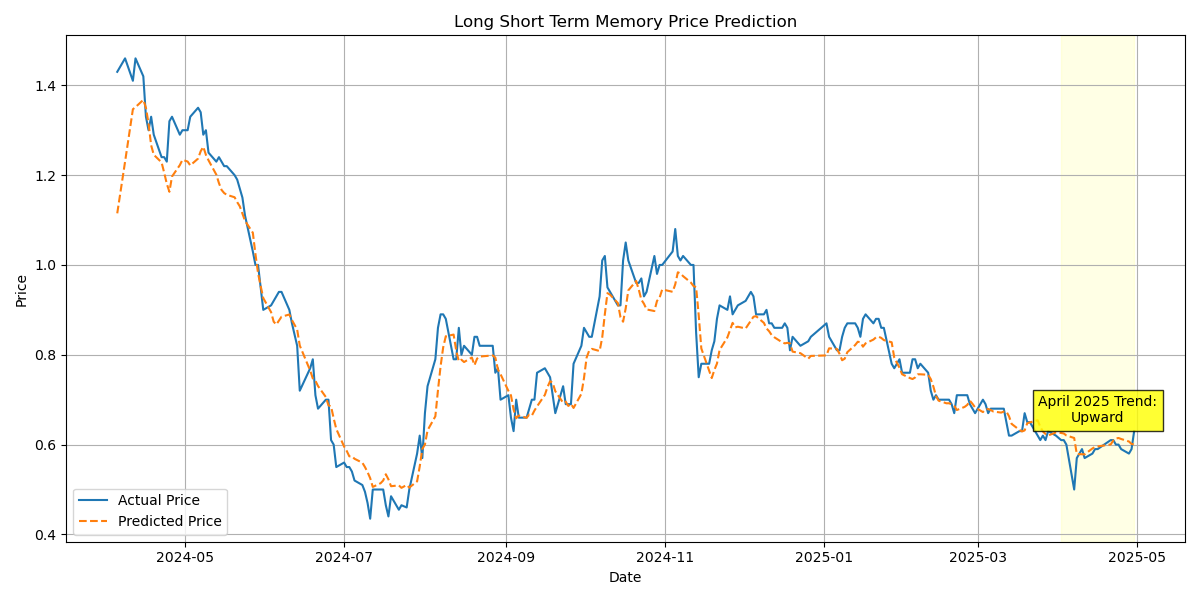 Long Short Term Memory Price Prediction
Price
1.4
1.2
1.0
0.8
0.6
0.4
April 2025 Trend:
Upward
Actual Price
Predicted Price
2024-05
2024-07
2024-09
2024-11
2025-01
2025-03
2025-05
Date